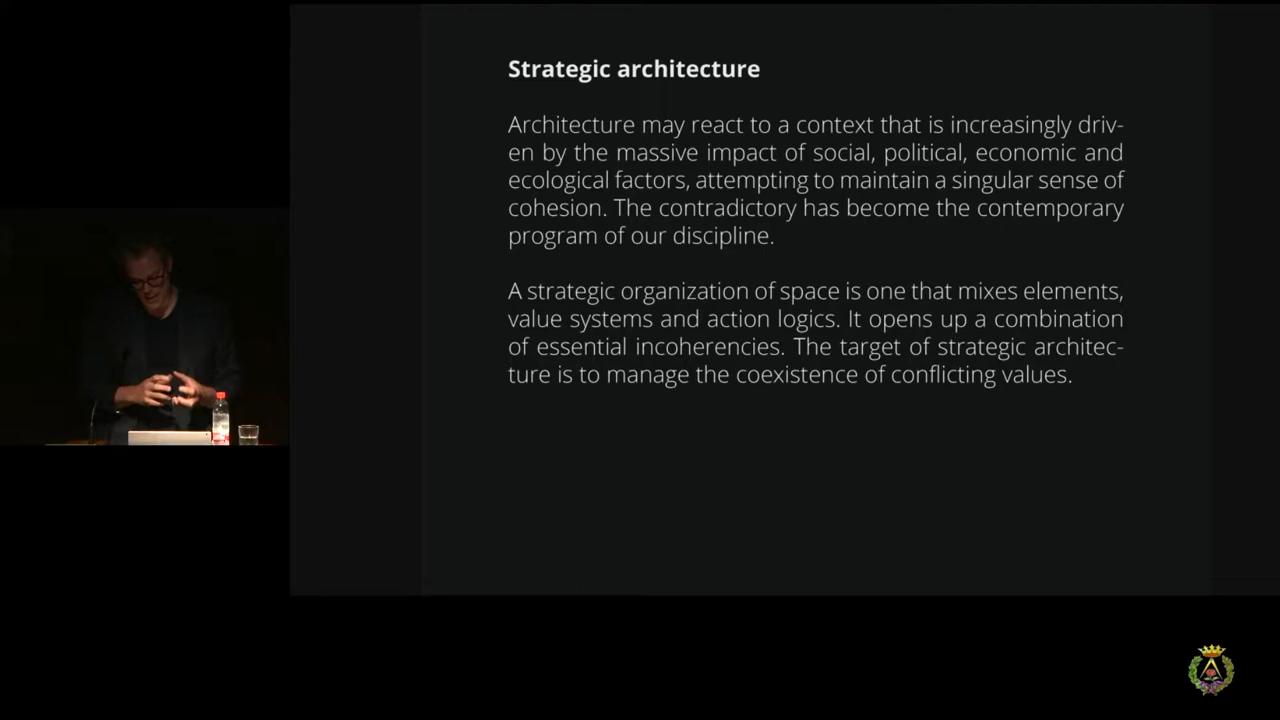 Strategic architecture
Architecture may react to a context that is increasingly driv-
en by the massive impact of social, political, economic and
ecological factors, attempting to maintain a singular sense of
cohesion. The contradictory has become the contemporary
program of our discipline.
A strategic organization of space is one that mixes elements,
value systems and action logics. It opens up a combination
of essential incoherencies. The target of strategic architec-
ture is to manage the coexistence of conflicting values.